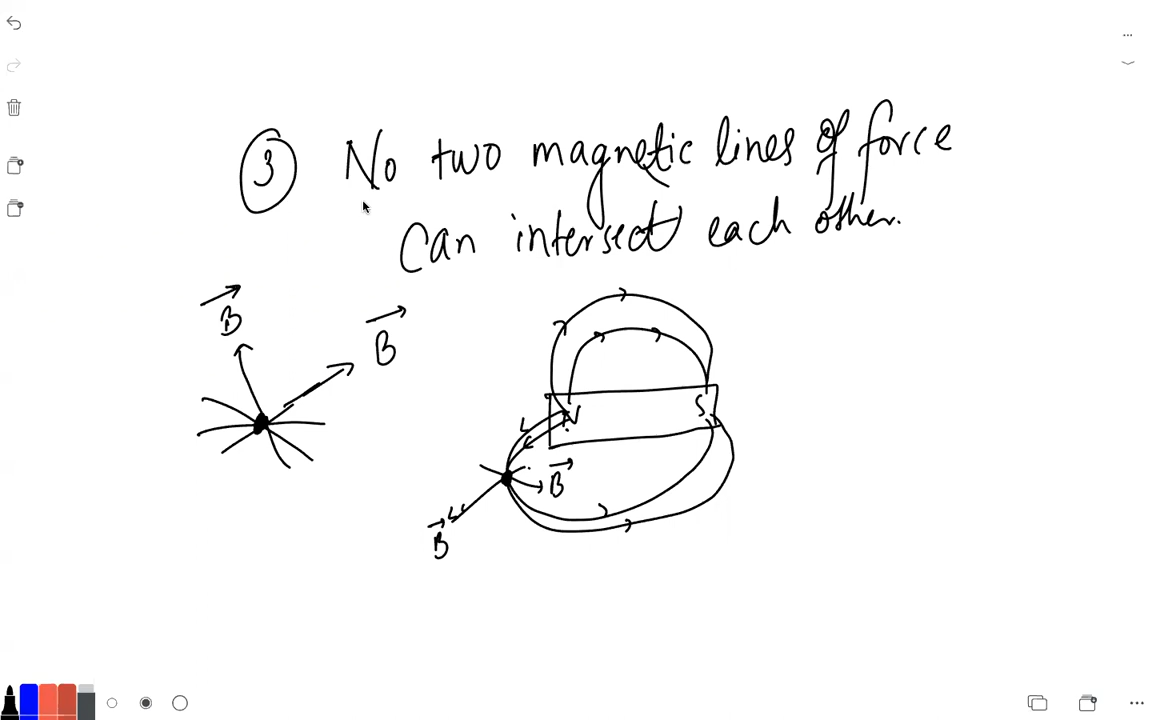 ③ No two magnetic lines of force
can intersect each other.
B
B
N
S
B
B